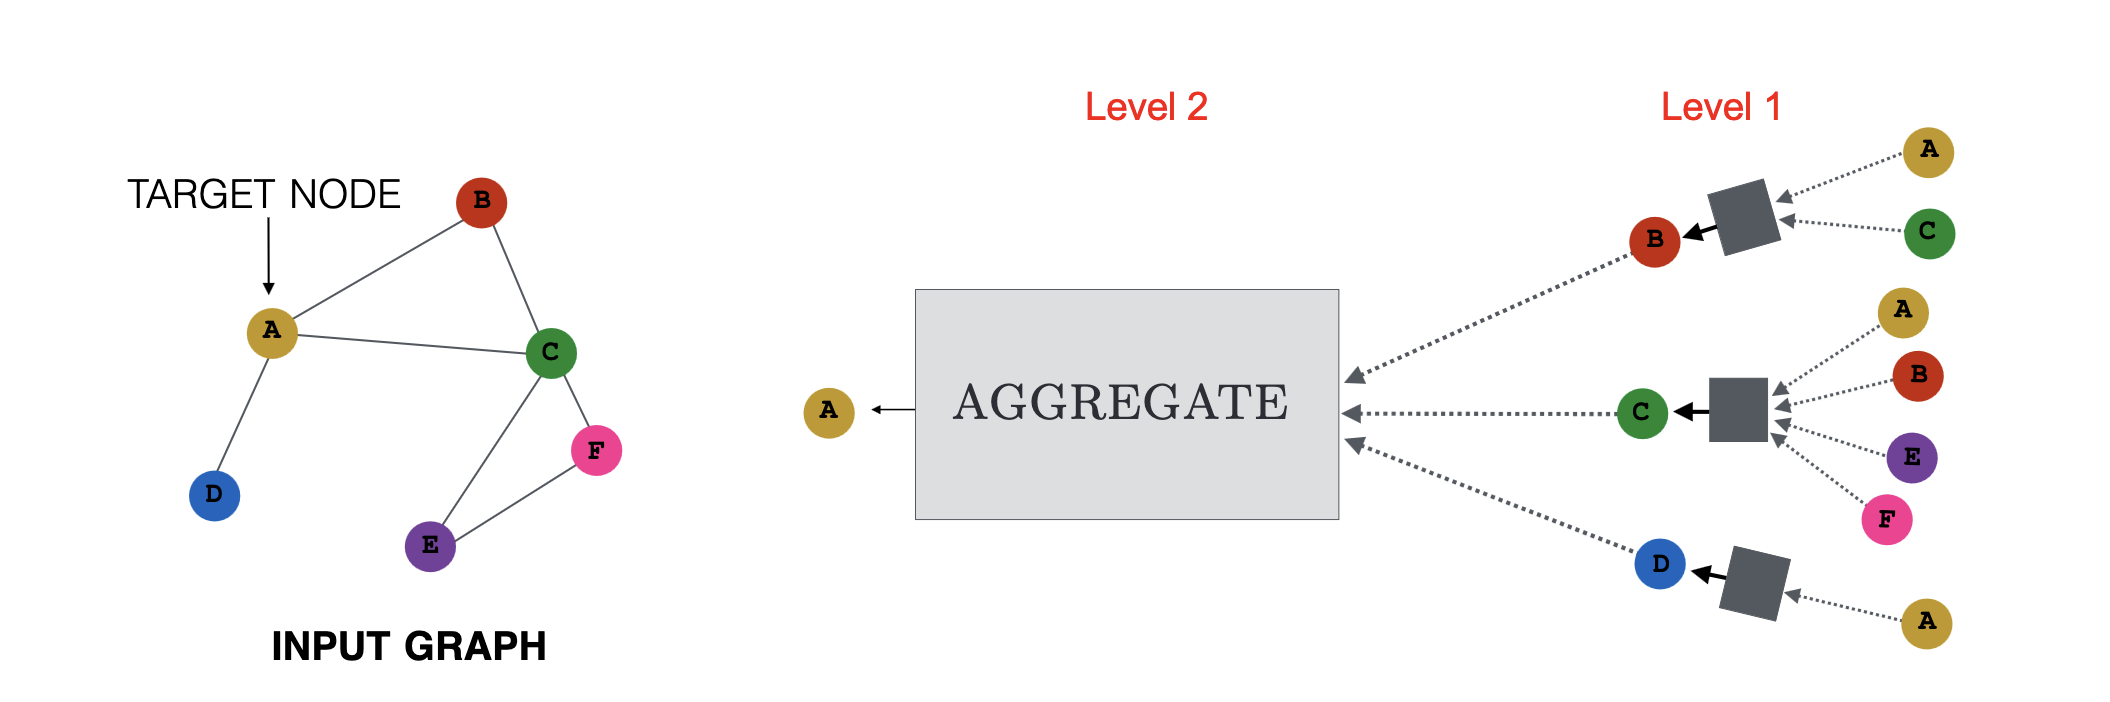 Level 2
Level 1
TARGET NODE
A
B
C
D
E
F
INPUT GRAPH
A
AGGREGATE
B
A
C
C
A
B
E
F
D
A